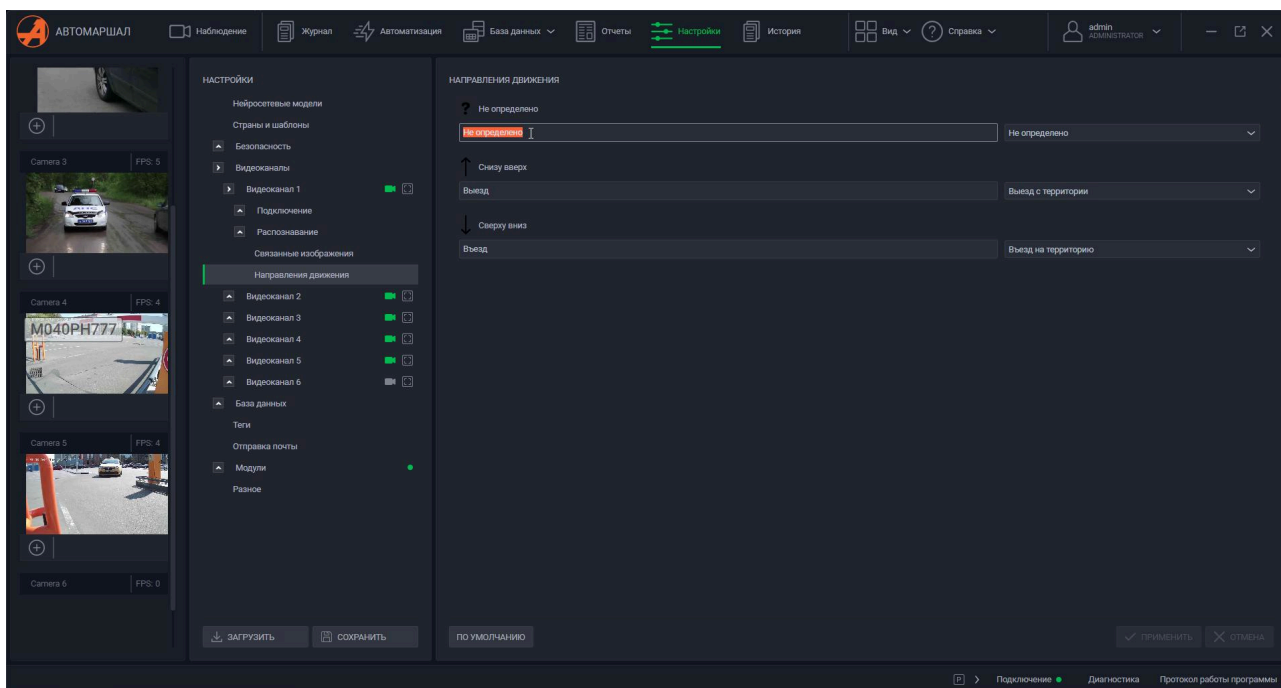 АВТОМАРШАЛ
Наблюдение
Журнал
Автоматизация
База данных
Отчеты
Настройки
История
Вид
? Справка
admin
ADMINISTRATOR
Camera 3 FPS: 5
Camera 4 FPS: 4
М040РН777
Camera 5 FPS: 4
Camera 6 FPS: 0
НАСТРОЙКИ
Нейросетевые модели
Страны и шаблоны
Безопасность
Видеоканалы
Видеоканал 1
Подключение
Распознавание
Связанные изображения
Направления движения
Видеоканал 2
Видеоканал 3
Видеоканал 4
Видеоканал 5
Видеоканал 6
База данных
Теги
Отправка почты
Модули
Разное
ЗАГРУЗИТЬ
СОХРАНИТЬ
НАПРАВЛЕНИЯ ДВИЖЕНИЯ
? Не определено
Не определено
Не определено
Снизу вверх
Выезд
Выезд с территории
Сверху вниз
Въезд
Въезд на территорию
ПО УМОЛЧАНИЮ
ПРИМЕНИТЬ
ОТМЕНА
P
Подключение
Диагностика
Протокол работы программы